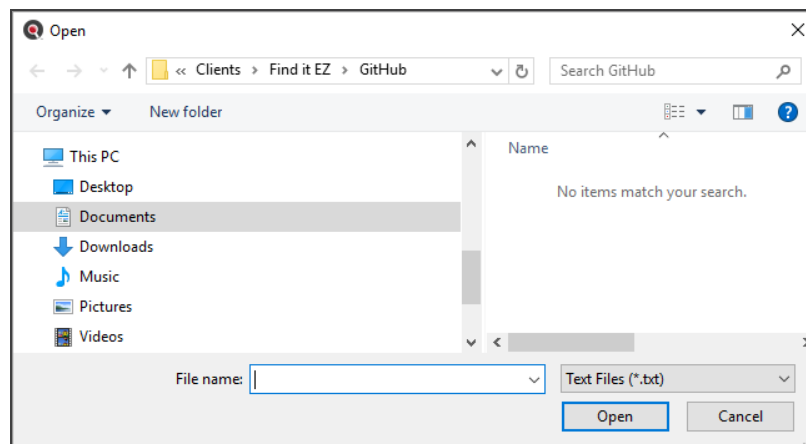 Open
« Clients > Find it EZ > GitHub
Search GitHub
Organize
New folder
This PC
Desktop
Documents
Downloads
Music
Pictures
Videos
Name
No items match your search.
File name:
Text Files (*.txt)
Open
Cancel